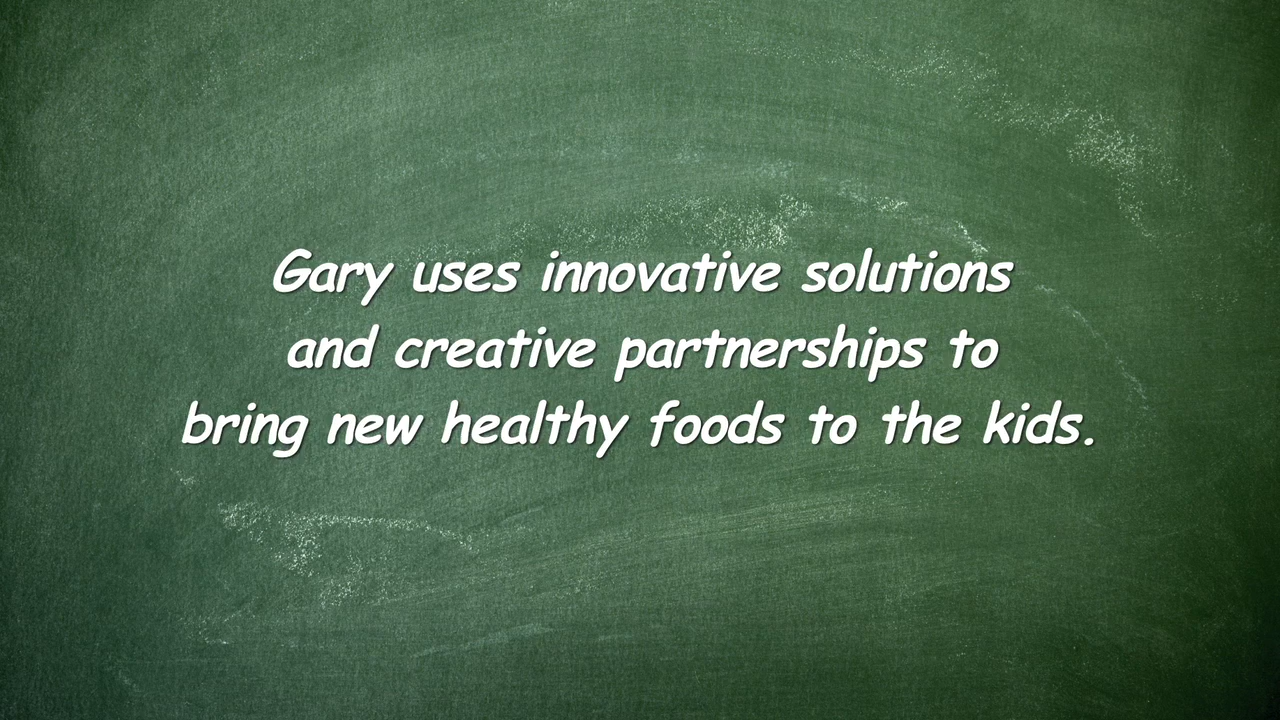 Gary uses innovative solutions
and creative partnerships to
bring new healthy foods to the kids.